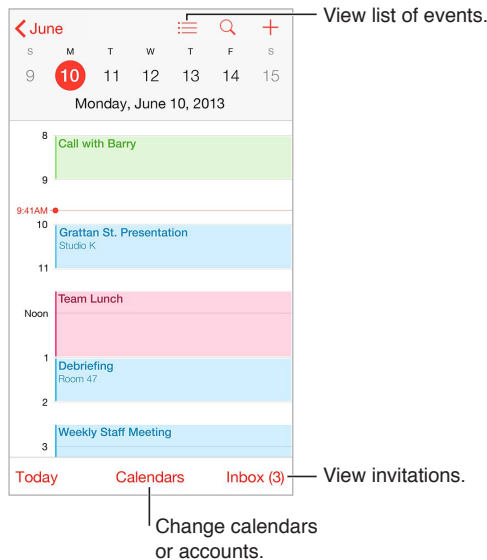 View list of events.
June
S M T W T F S
9 10 11 12 13 14 15
Monday, June 10, 2013
8
Call with Barry
9
9:41AM
10
Grattan St. Presentation
Studio K
11
Team Lunch
Noon
1
Debriefing
Room 47
2
Weekly Staff Meeting
3
Today Calendars Inbox (3)
View invitations.
Change calendars
or accounts.